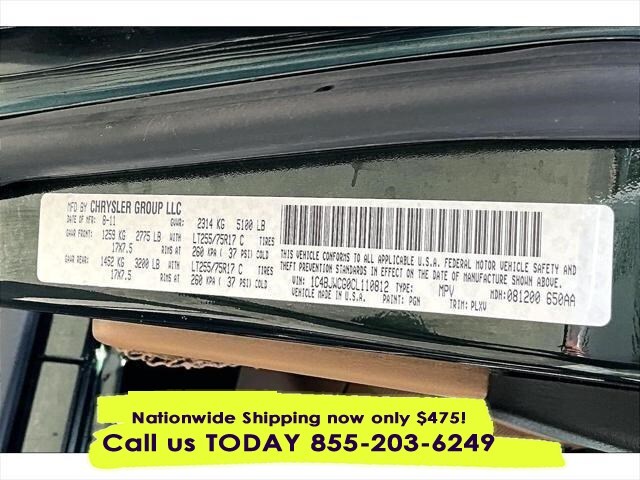 MFD BY CHRYSLER GROUP LLC
DATE OF MFR 8-11 GVWR: 2314 KG 5100 LB
GAWR FRONT: 1259 KG 2775 LB WITH LT255/75R17 C TIRES
17X7.5 RIMS AT 260 KPA ( 37 PSI) COLD
GAWR REAR: 1452 KG 3200 LB WITH LT255/75R17 C TIRES
17X7.5 RIMS AT 260 KPA ( 37 PSI) COLD
THIS VEHICLE CONFORMS TO ALL APPLICABLE U.S.A. FEDERAL MOTOR VEHICLE SAFETY AND
THEFT PREVENTION STANDARDS IN EFFECT ON THE DATE OF MANUFACTURE SHOWN ABOVE.
VIN: 1C4BJWCG0CL110812 TYPE: MPV MDH: 081200 650AA
VEHICLE MADE IN U.S.A. PAINT: PGN TRIM: PLXV
Nationwide Shipping now only $475!
Call us TODAY 855-203-6249